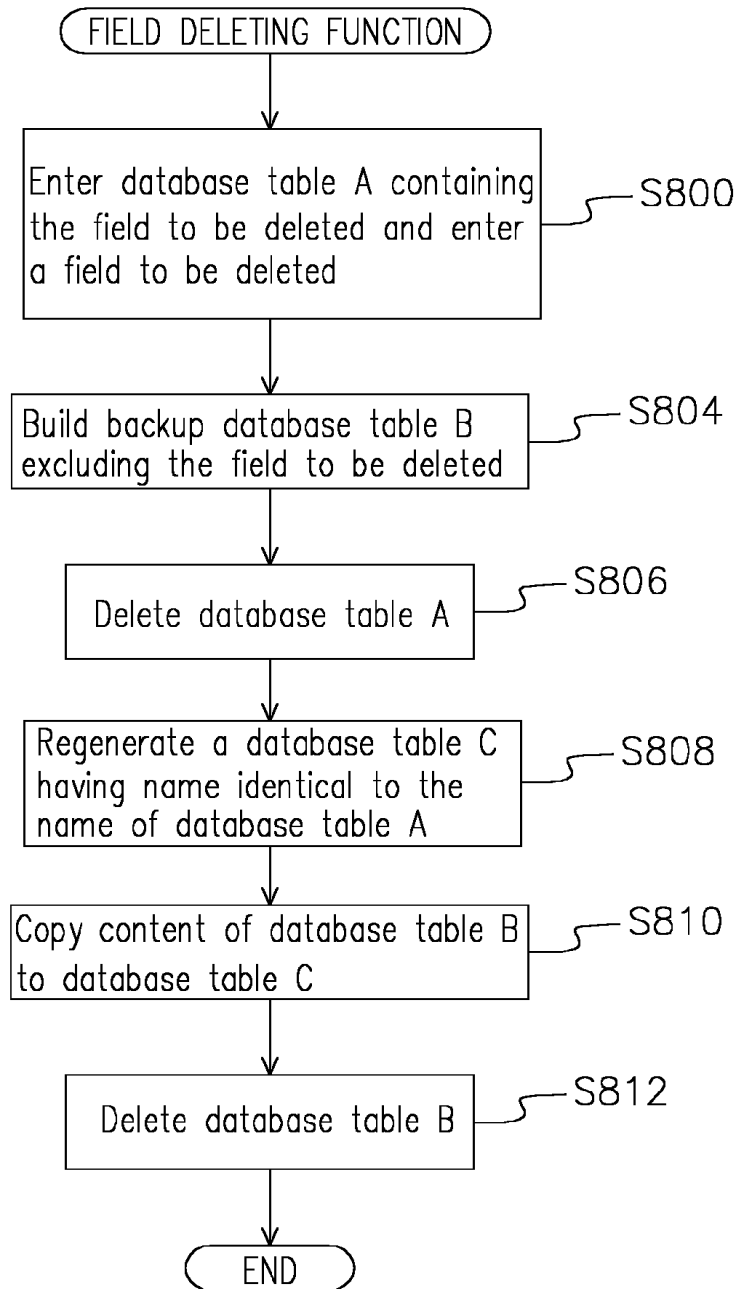 FIELD DELETING FUNCTION
Enter database table A containing
the field to be deleted and enter
a field to be deleted
S800
Build backup database table B
excluding the field to be deleted
S804
Delete database table A
S806
Regenerate a database table C
having name identical to the
name of database table A
S808
Copy content of database table B
to database table C
S810
Delete database table B
S812
END